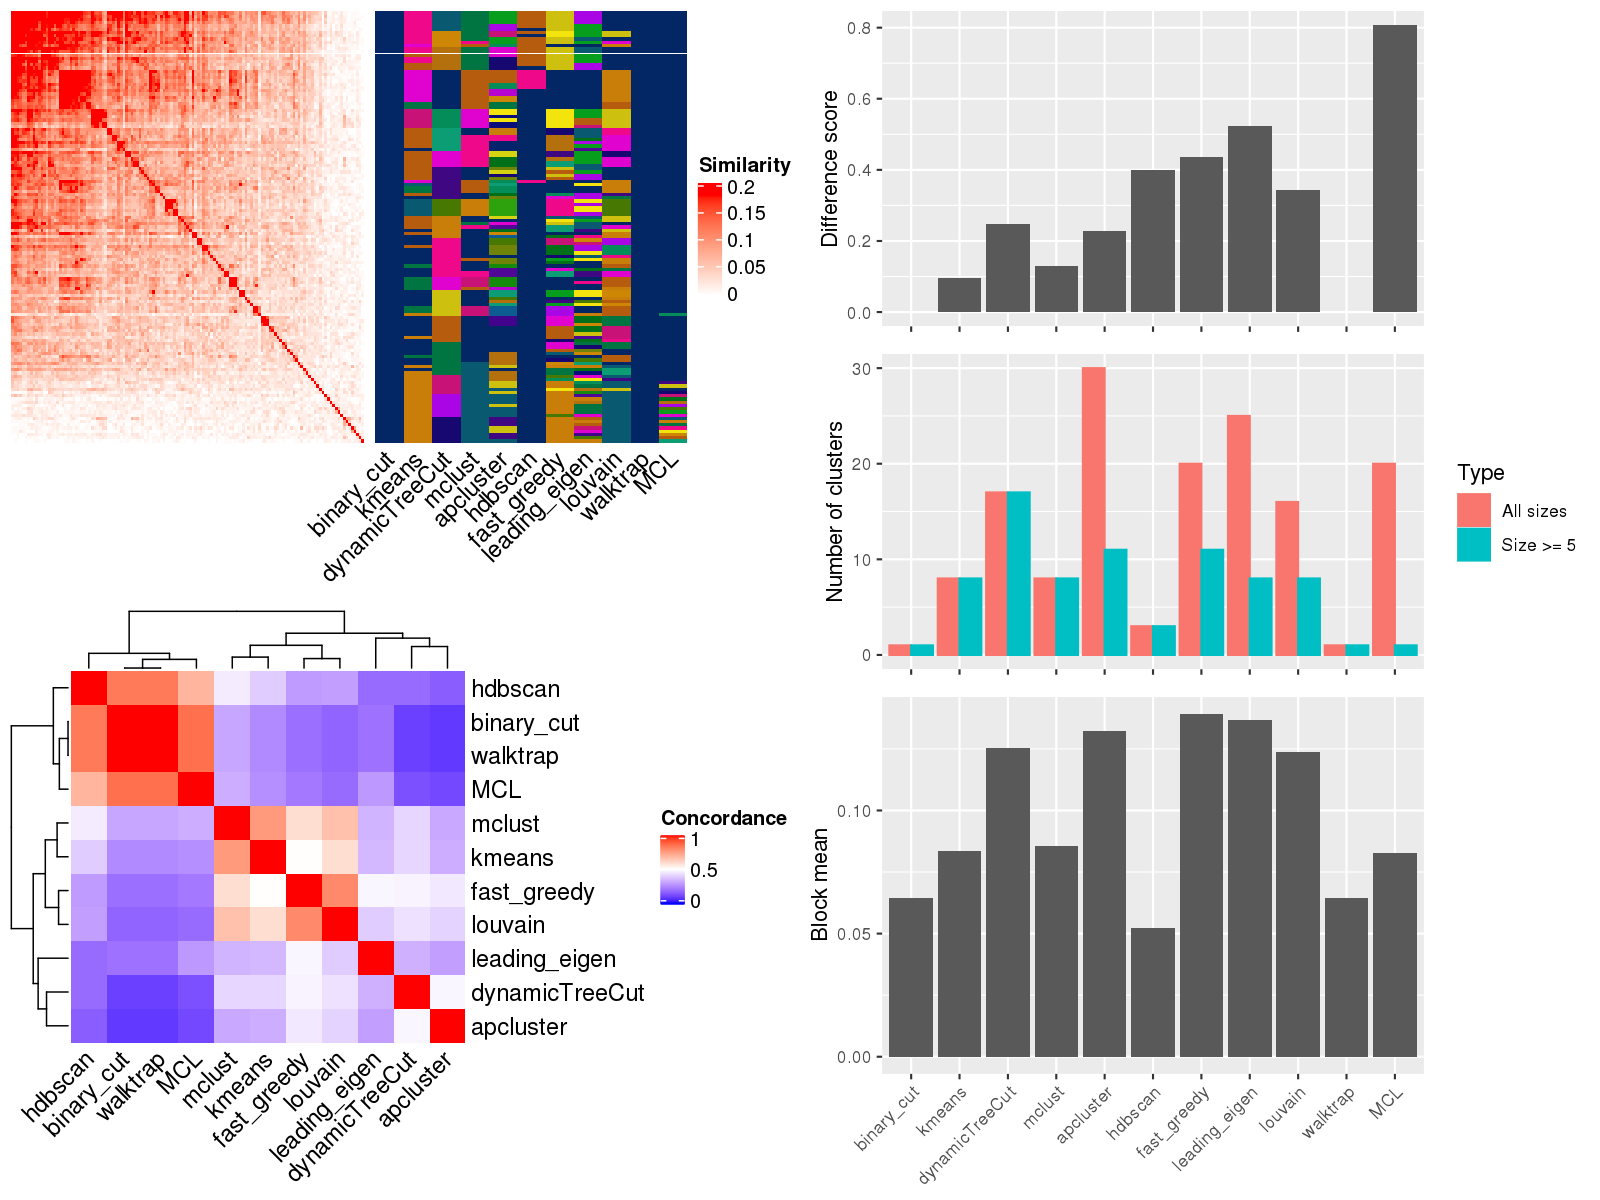 Similarity
0.2
0.15
0.1
0.05
0
binary_cut
kmeans
dynamicTreeCut
mclust
apcluster
hdbscan
fast_greedy
leading_eigen
louvain
walktrap
MCL
hdbscan
binary_cut
walktrap
MCL
mclust
kmeans
fast_greedy
louvain
leading_eigen
dynamicTreeCut
apcluster
hdbscan
binary_cut
walktrap
MCL
mclust
kmeans
fast_greedy
louvain
leading_eigen
dynamicTreeCut
apcluster
Concordance
1
0.5
0
Difference score
0.8
0.6
0.4
0.2
0.0
Number of clusters
30
20
10
0
Type
All sizes
Size >= 5
Block mean
0.10
0.05
0.00
binary_cut
kmeans
dynamicTreeCut
mclust
apcluster
hdbscan
fast_greedy
leading_eigen
louvain
walktrap
MCL